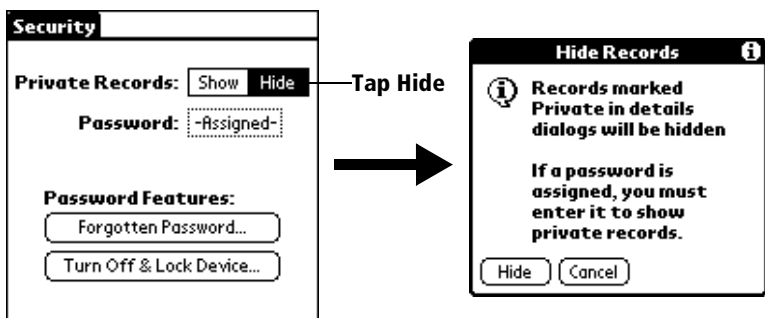 Security
Private Records: Show Hide
Tap Hide
Password: -Assigned-
Password Features:
Forgotten Password...
Turn Off & Lock Device...
Hide Records
Records marked
Private in details
dialogs will be hidden
If a password is
assigned, you must
enter it to show
private records.
Hide Cancel